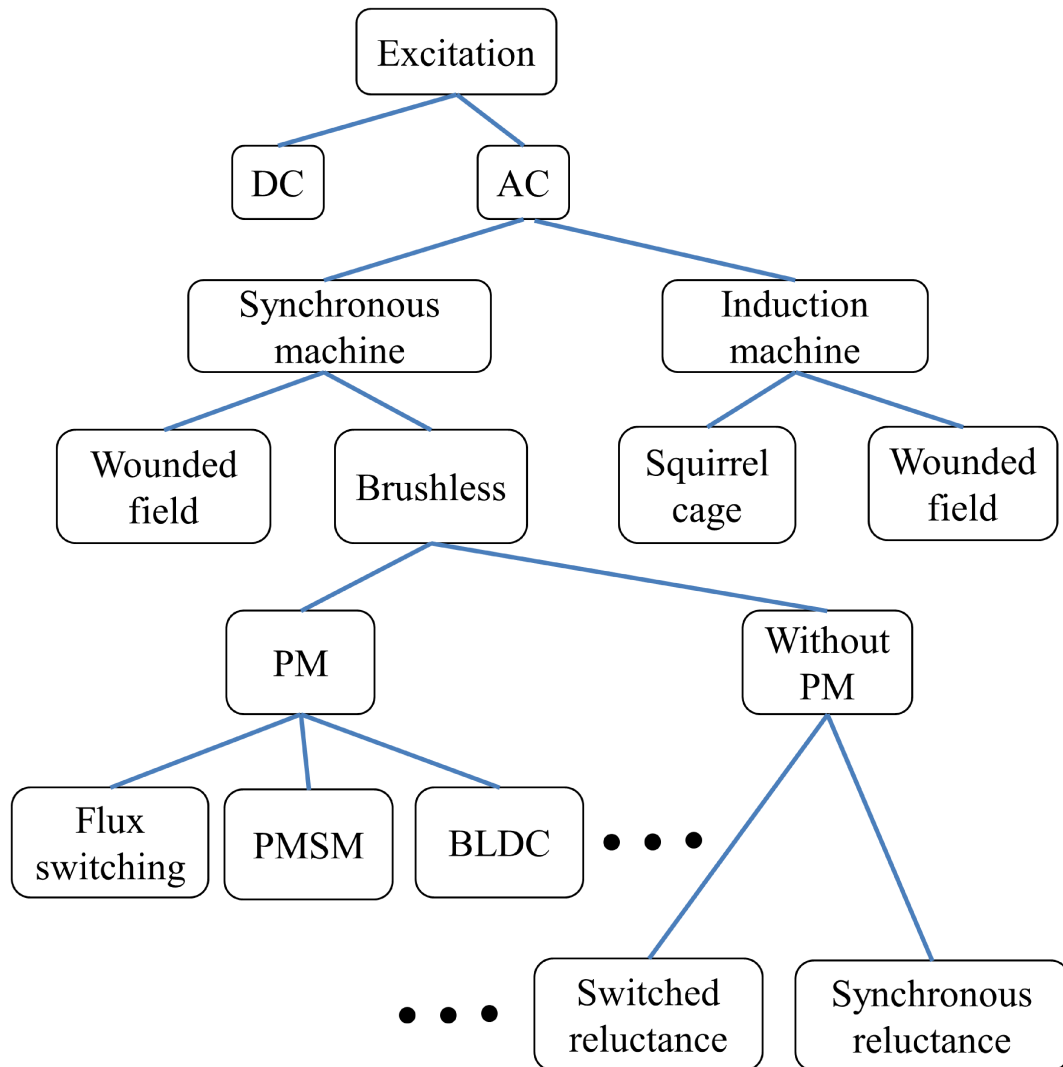 Excitation
DC
AC
Synchronous
machine
Induction
machine
Wounded
field
Brushless
Squirrel
cage
Wounded
field
PM
Without
PM
Flux
switching
PMSM
BLDC
• • •
• • •
Switched
reluctance
Synchronous
reluctance